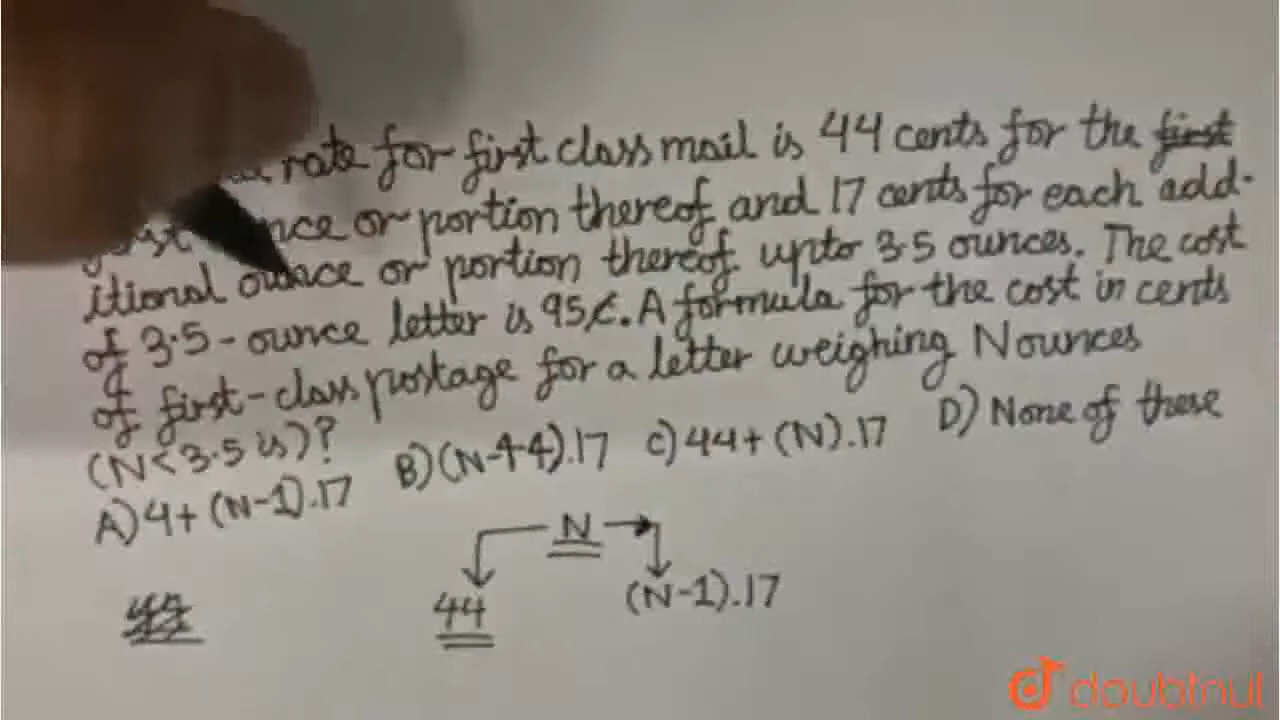 rate for first class mail is 44 cents for the first
or portion thereof and 17 cents for each add-
itional ounce or portion thereof upto 3.5 ounces. The cost
of 3.5-ounce letter is 95¢. A formula for the cost in cents
of first-class postage for a letter weighing N ounces
(N<3.5 is)?
A) 4+(N-1).17 B) (N-44).17 C) 44+(N).17 D) None of these
N
44 (N-1).17
doubtnut